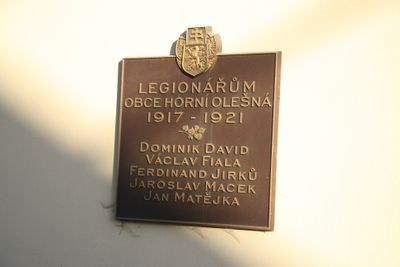 LEGIONÁŘŮM
OBCE HORNÍ OLEŠNÁ
1917 - 1921
DOMINIK DAVID
VÁCLAV FIALA
FERDINAND JIRKŮ
JAROSLAV MACEK
JAN MATĚJKA